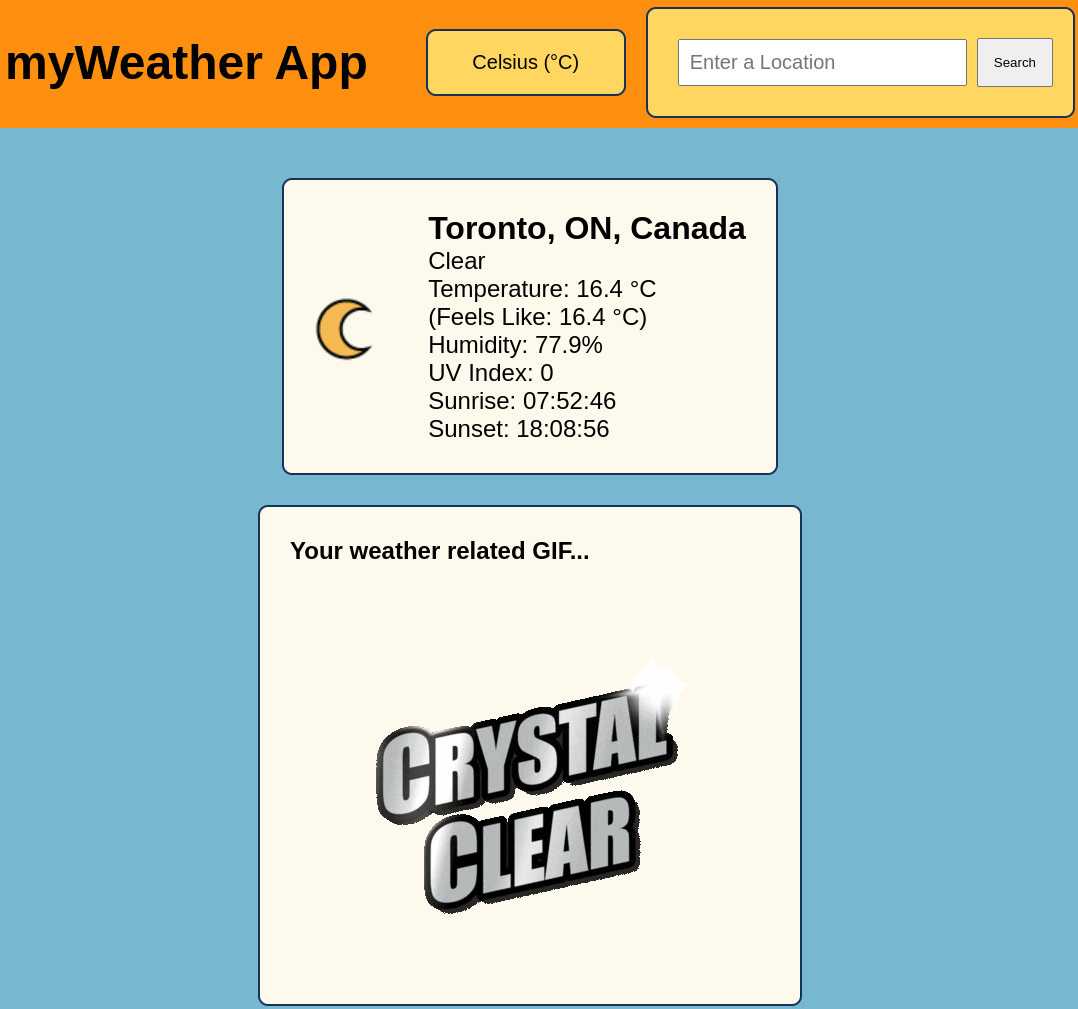 myWeather App
Celsius (°C)
Enter a Location
Search
Toronto, ON, Canada
Clear
Temperature: 16.4 °C
(Feels Like: 16.4 °C)
Humidity: 77.9%
UV Index: 0
Sunrise: 07:52:46
Sunset: 18:08:56
Your weather related GIF...
CRYSTAL
CLEAR